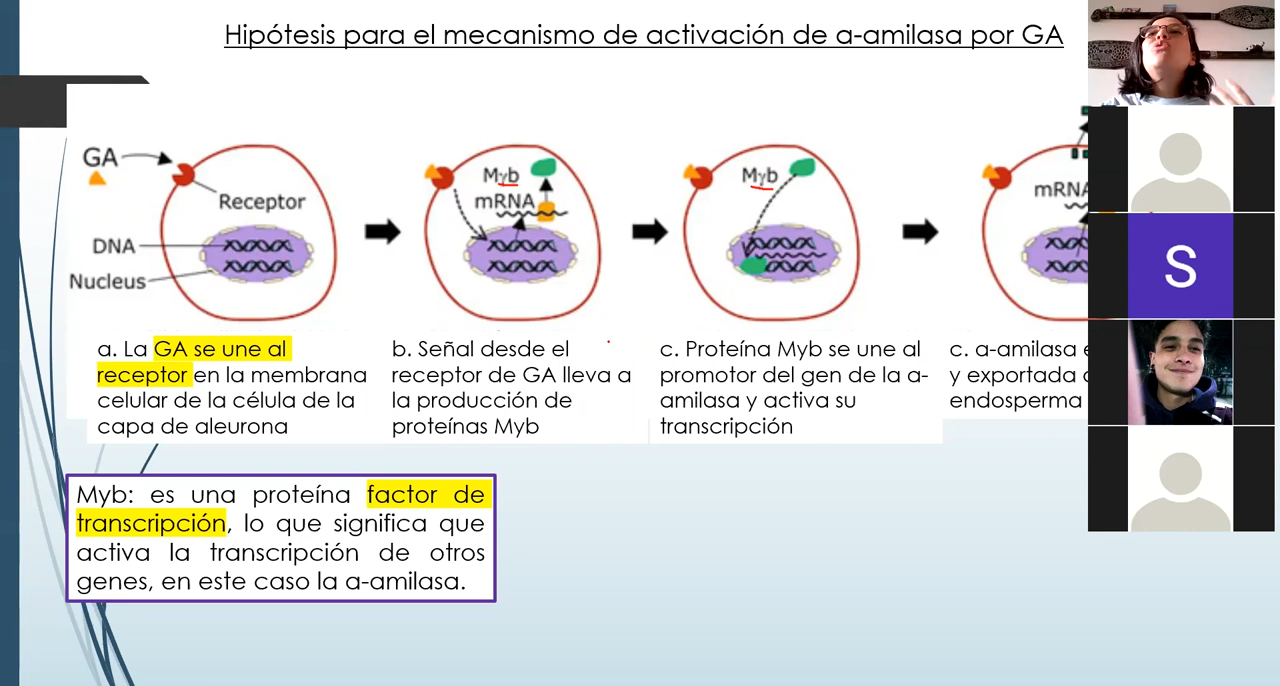 Hipótesis para el mecanismo de activación de a-amilasa por GA
GA
Receptor
DNA
Nucleus
Mγb
mRNA
Mγb
mRNA
a. La GA se une al
receptor en la membrana
celular de la célula de la
capa de aleurona
b. Señal desde el
receptor de GA lleva a
la producción de
proteínas Myb
c. Proteína Myb se une al
promotor del gen de la a-
amilasa y activa su
transcripción
c. a-amilasa
y exportada
endosperma
Myb: es una proteína factor de
transcripción, lo que significa que
activa la transcripción de otros
genes, en este caso la a-amilasa.
S